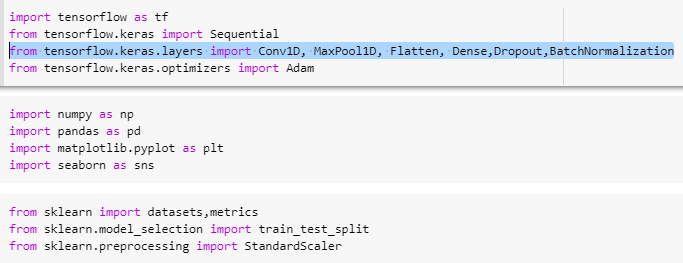 import tensorflow as tf
from tensorflow.keras import Sequential
from tensorflow.keras.layers import Conv1D, MaxPool1D, Flatten, Dense,Dropout,BatchNormalization
from tensorflow.keras.optimizers import Adam
import numpy as np
import pandas as pd
import matplotlib.pyplot as plt
import seaborn as sns
from sklearn import datasets,metrics
from sklearn.model_selection import train_test_split
from sklearn.preprocessing import StandardScaler